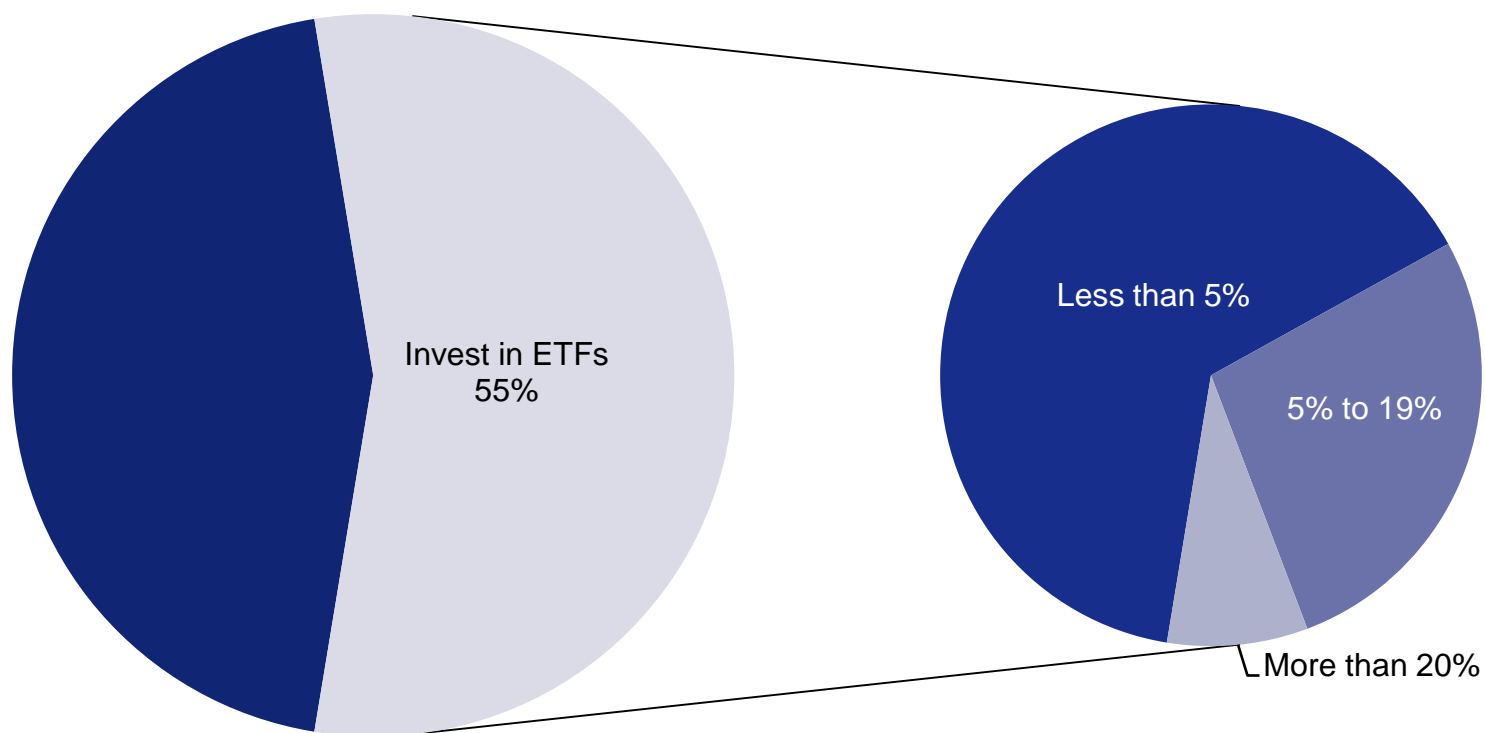 Invest in ETFs
55%
Less than 5%
5% to 19%
More than 20%